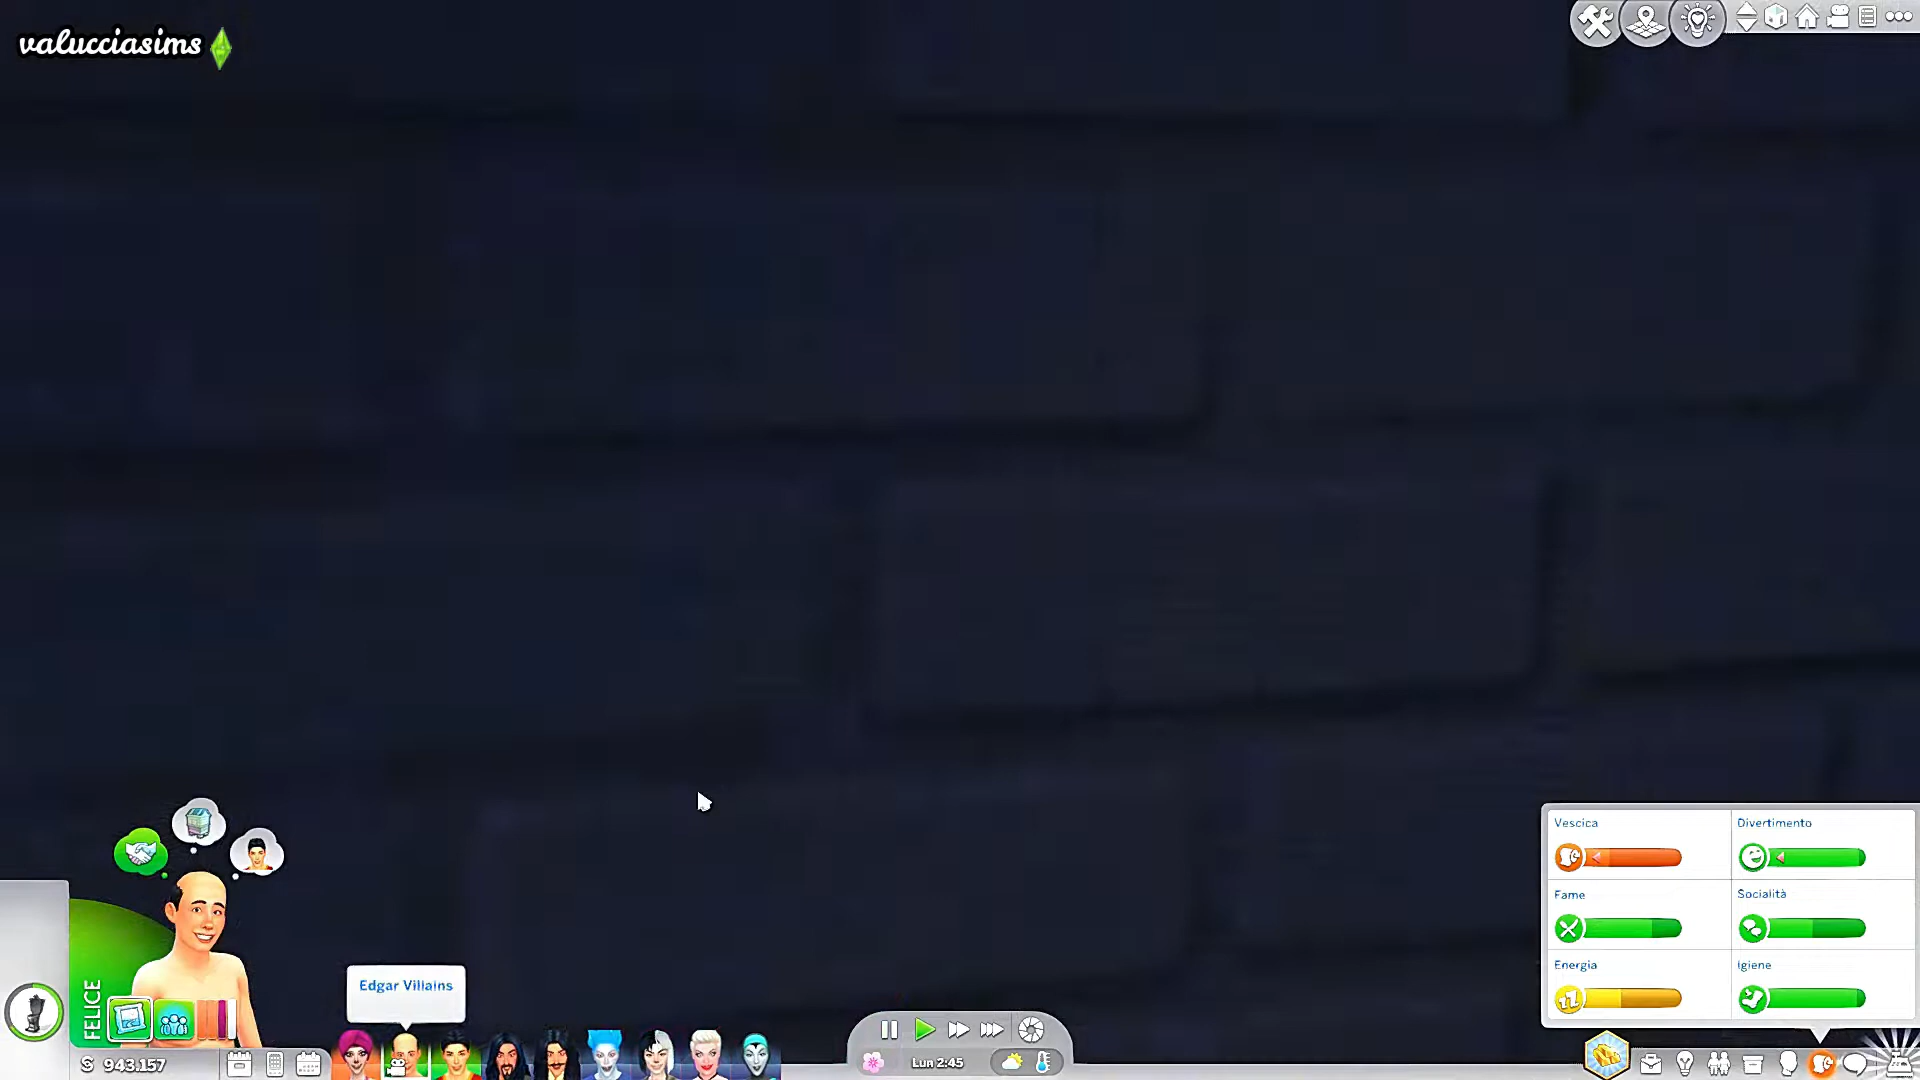 valucciasims
Vescica
Divertimento
Fame
Socialità
Energia
Igiene
FELICE
Edgar Villains
S 943.157
Lun 2:45